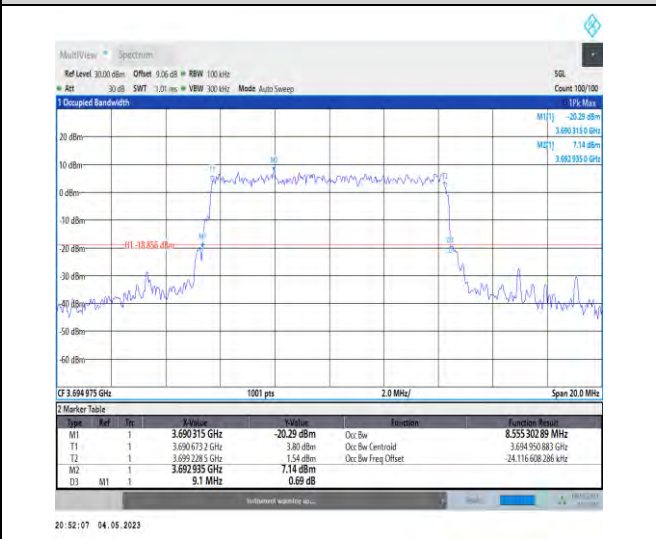 MultiView Spectrum
Ref Level 30.00 dBm Offset 9.06 dB RBW 100 kHz SGL
Att 30 dB SWT 1.01 ms VBW 300 kHz Mode Auto Sweep Count 100/100
1 Occupied Bandwidth 1Pk Max
M1[1] -20.29 dBm
3.690 315 0 GHz
M2[1] 7.14 dBm
3.692 935 0 GHz
20 dBm
10 dBm
0 dBm
-10 dBm
-20 dBm
H1 -18.856 dBm
-30 dBm
-40 dBm
-50 dBm
-60 dBm
T1
M2
T2
M1
D3
CF 3.694 975 GHz 1001 pts 2.0 MHz/ Span 20.0 MHz
2 Marker Table
Type Ref Trc X-Value Y-Value Function Function Result
M1 1 3.690 315 GHz -20.29 dBm Occ Bw 8.555 302 89 MHz
T1 1 3.690 673 2 GHz 3.80 dBm Occ Bw Centroid 3.694 950 883 GHz
T2 1 3.699 228 5 GHz 1.54 dBm Occ Bw Freq Offset -24.116 608 286 kHz
M2 1 3.692 935 GHz 7.14 dBm
D3 M1 1 9.1 MHz 0.69 dB
Instrument warming up...
20:52:07 04.05.2023